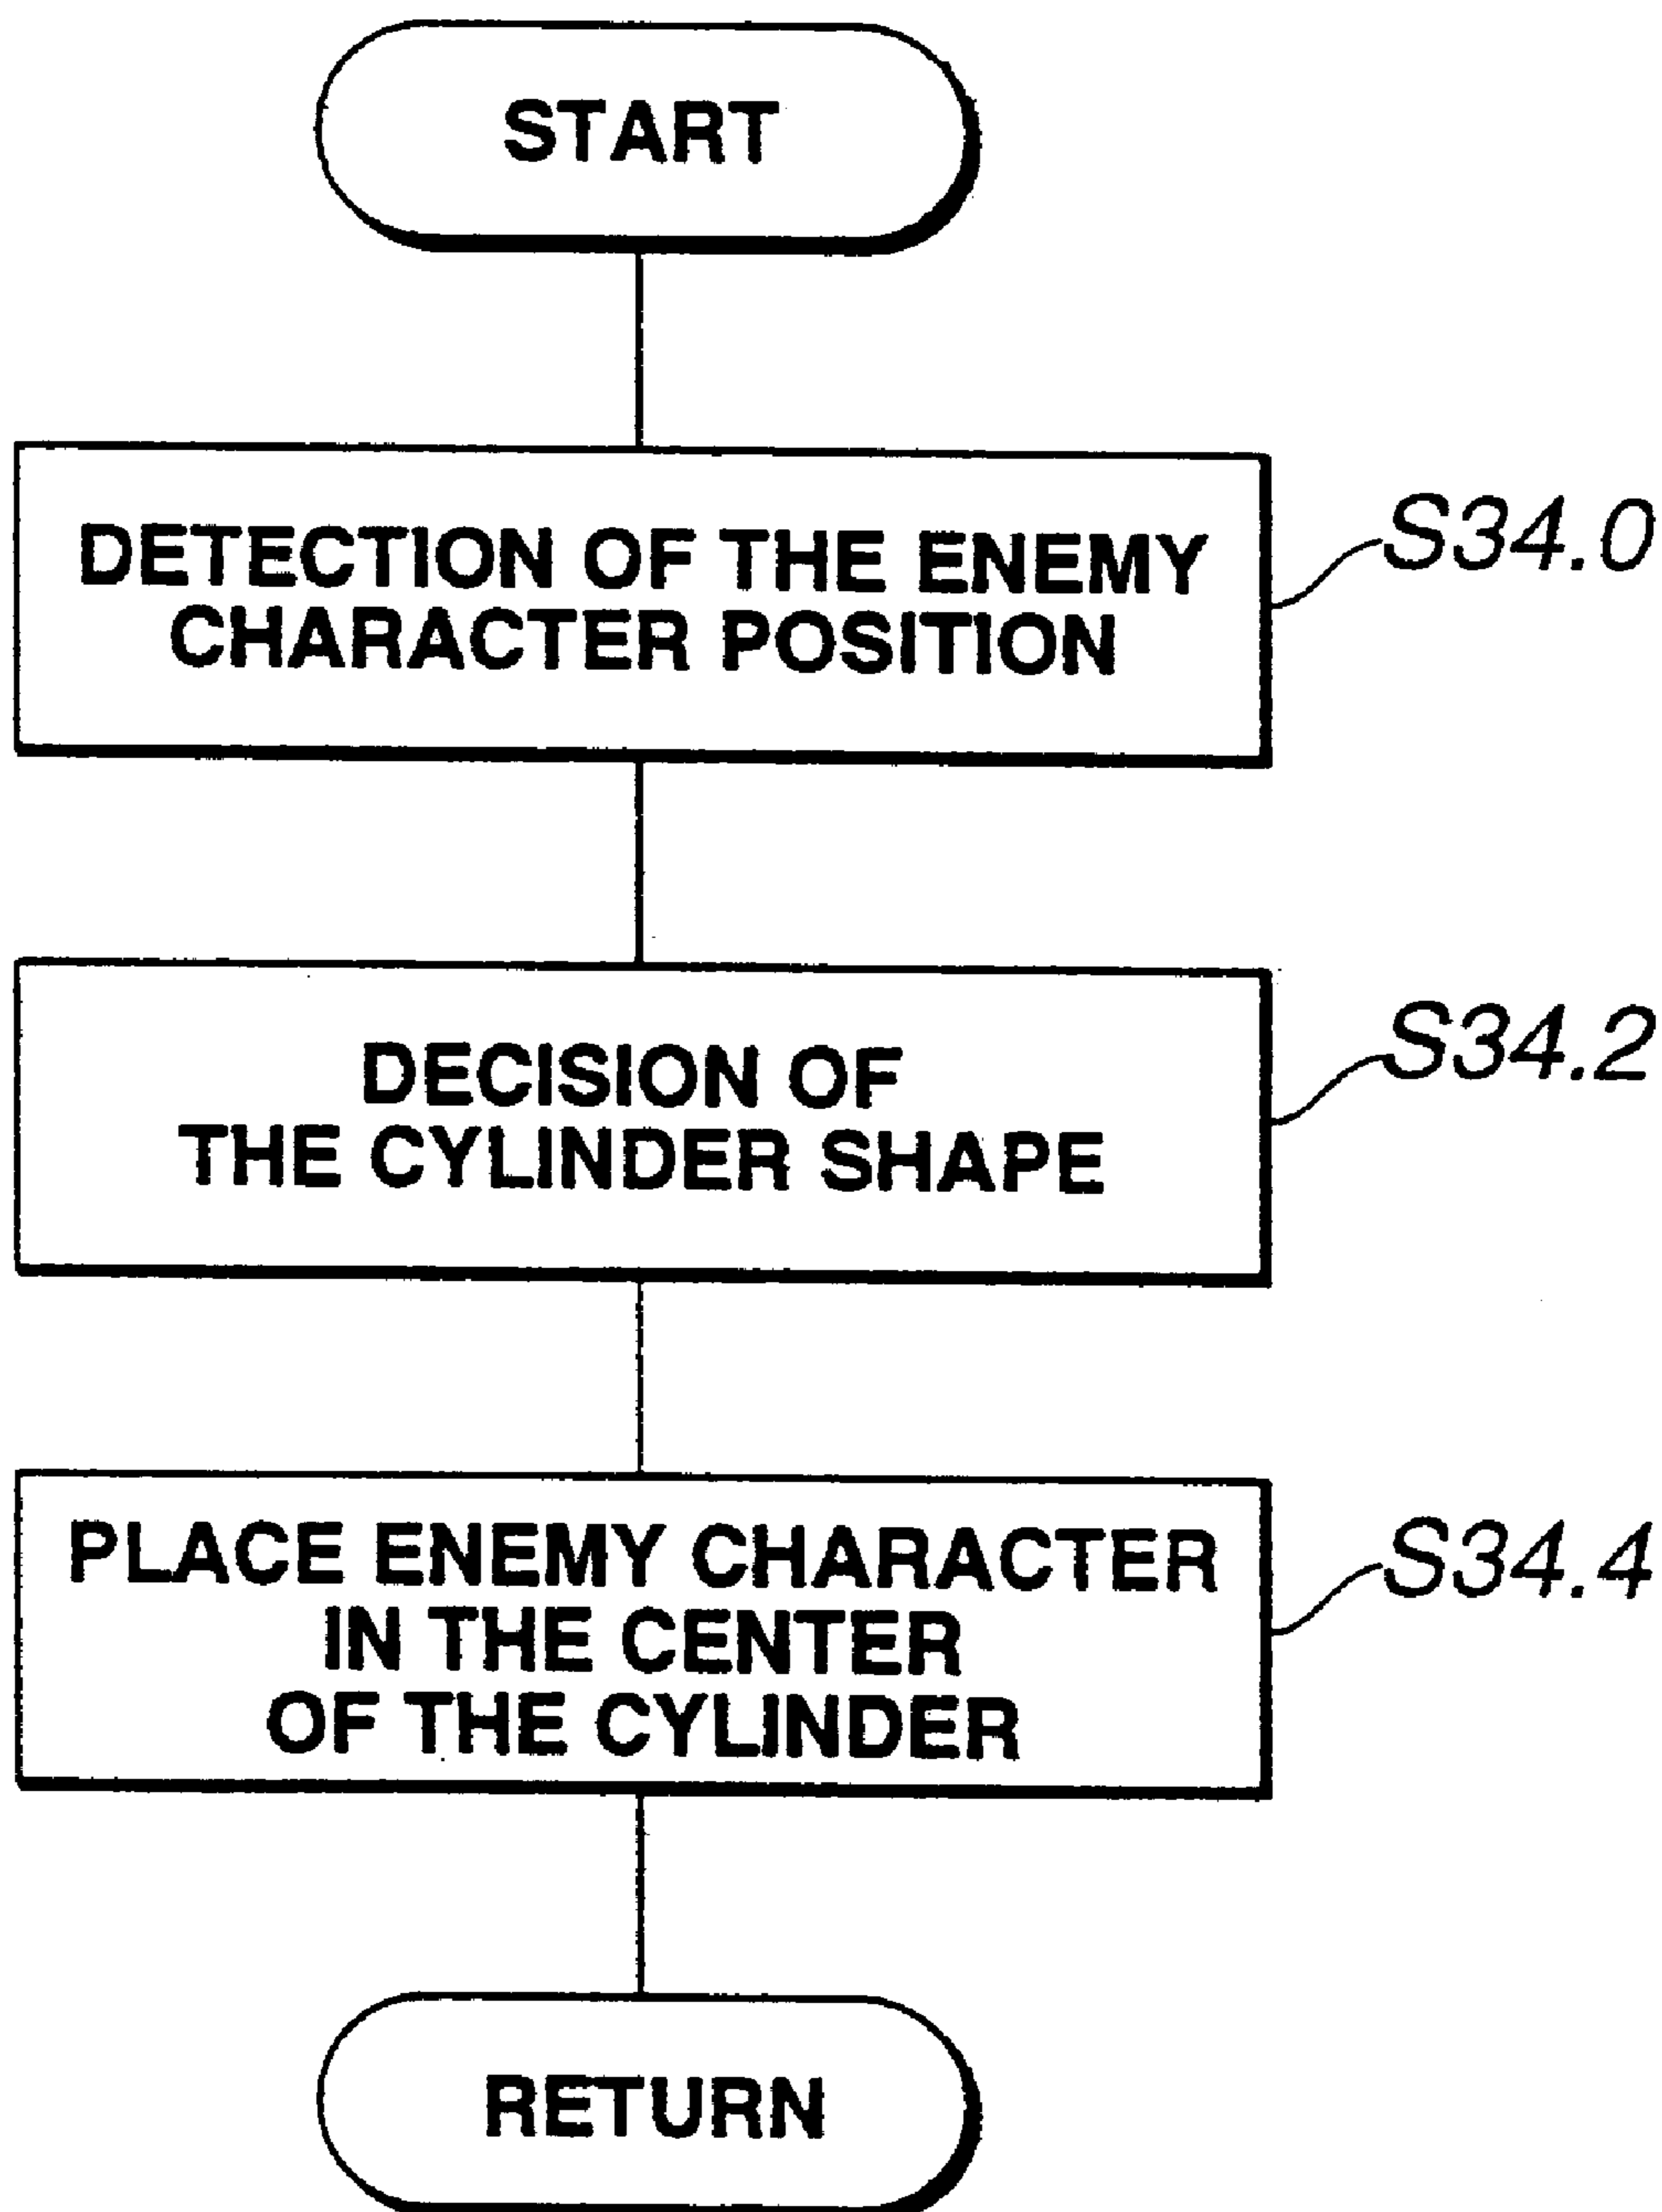 START
DETECTION OF THE ENEMY
CHARACTER POSITION
S34.0
DECISION OF
THE CYLINDER SHAPE
S34.2
PLACE ENEMY CHARACTER
IN THE CENTER
OF THE CYLINDER
S34.4
RETURN